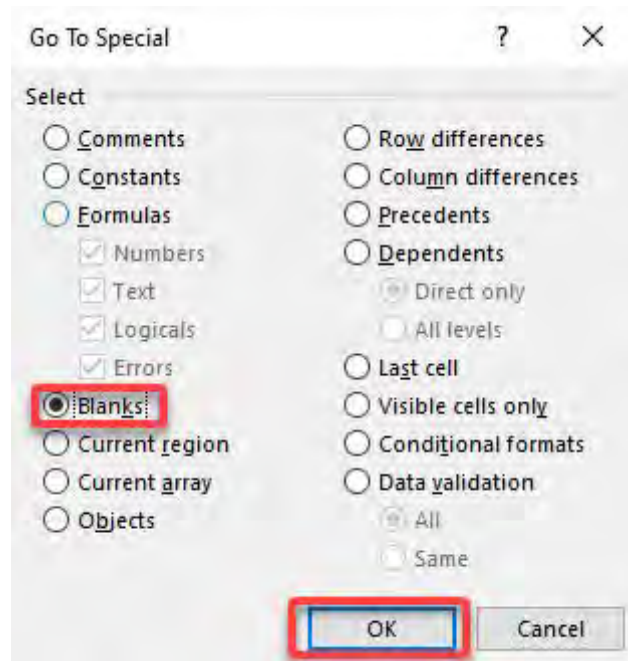 Go To Special ? X
Select
Comments
Constants
Formulas
Numbers
Text
Logicals
Errors
Blanks
Current region
Current array
Objects
Row differences
Column differences
Precedents
Dependents
Direct only
All levels
Last cell
Visible cells only
Conditional formats
Data validation
All
Same
OK Cancel